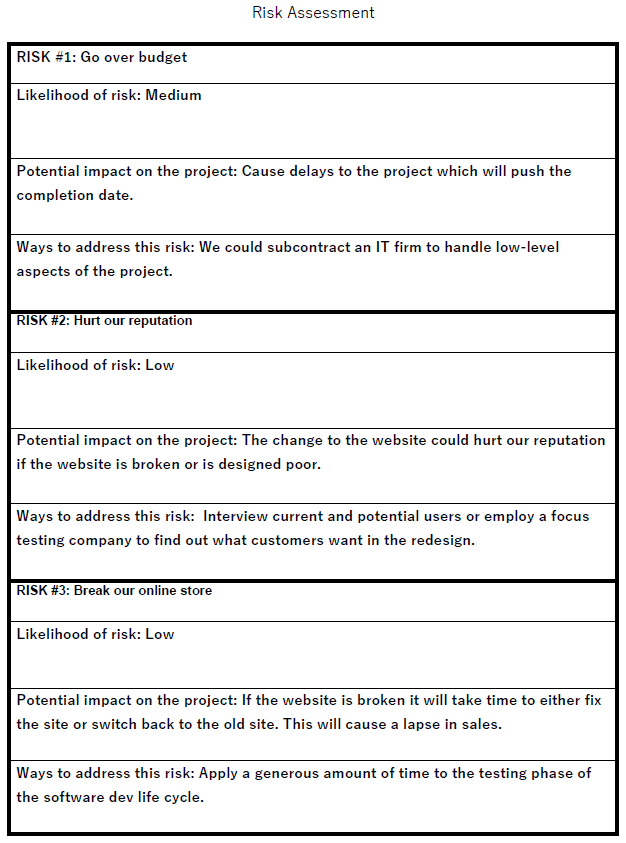 Risk Assessment
RISK #1: Go over budget
Likelihood of risk: Medium
Potential impact on the project: Cause delays to the project which will push the
completion date.
Ways to address this risk: We could subcontract an IT firm to handle low-level
aspects of the project.
RISK #2: Hurt our reputation
Likelihood of risk: Low
Potential impact on the project: The change to the website could hurt our reputation
if the website is broken or is designed poor.
Ways to address this risk:  Interview current and potential users or employ a focus
testing company to find out what customers want in the redesign.
RISK #3: Break our online store
Likelihood of risk: Low
Potential impact on the project: If the website is broken it will take time to either fix
the site or switch back to the old site. This will cause a lapse in sales.
Ways to address this risk: Apply a generous amount of time to the testing phase of
the software dev life cycle.